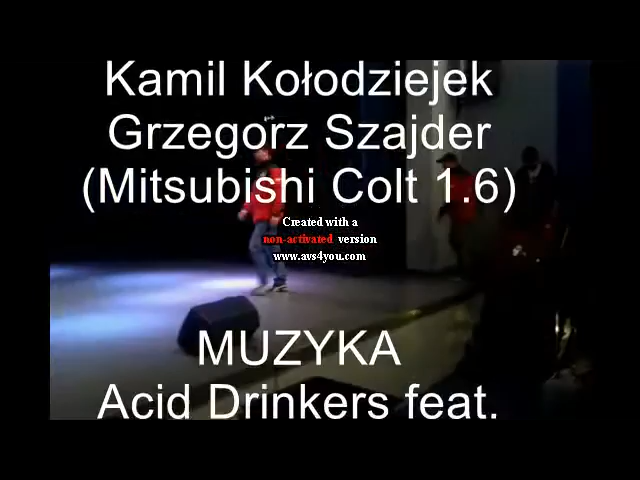 Kamil Kołodziejek
Grzegorz Szajder
(Mitsubishi Colt 1.6)
Created with a
non-activated version
www.avs4you.com
MUZYKA
Acid Drinkers feat.